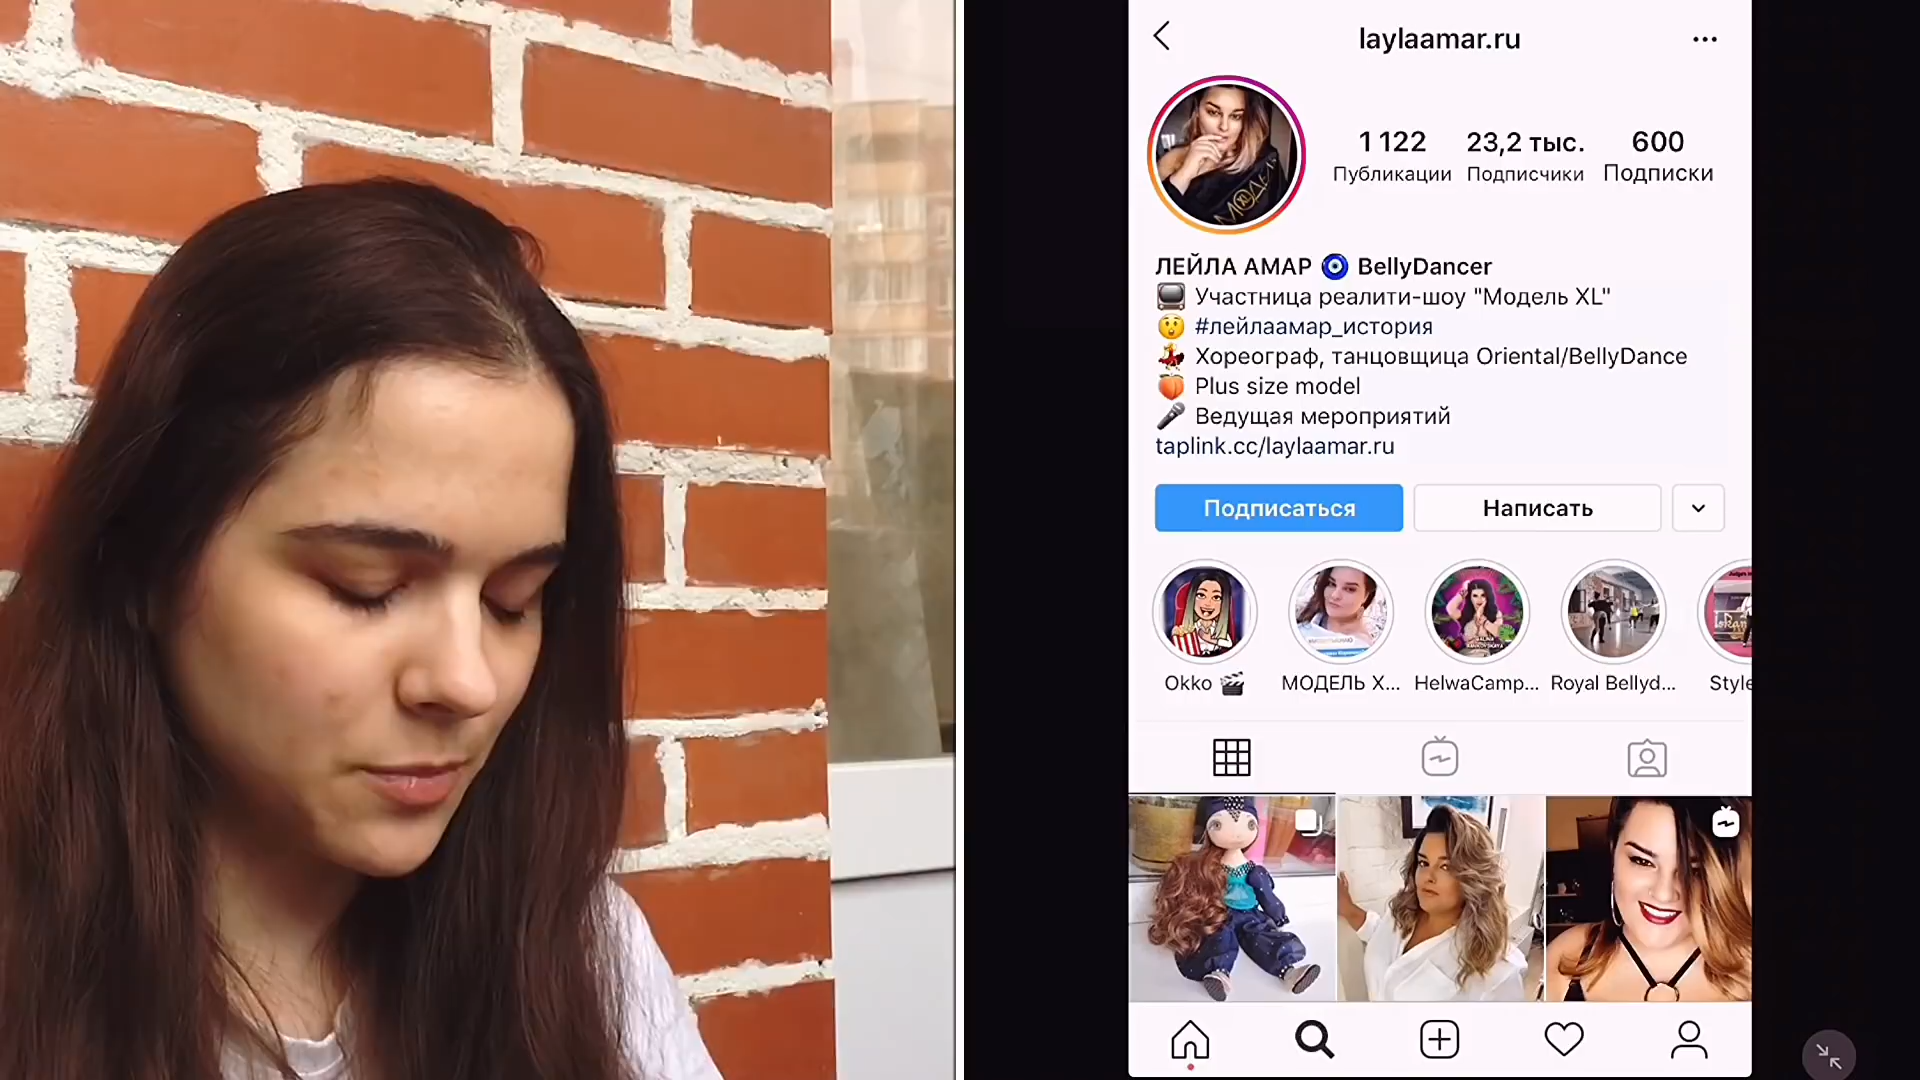 laylaamar.ru
1 122
23,2 тыс.
600
Публикации
Подписчики
Подписки
ЛЕЙЛА АМАР 🧿 BellyDancer
📺 Участница реалити-шоу "Модель XL"
😲 #лейлаамар_история
💃 Хореограф, танцовщица Oriental/BellyDance
🍑 Plus size model
🎤 Ведущая мероприятий
taplink.cc/laylaamar.ru
Подписаться
Написать
Okko 🎬
МОДЕЛЬ X...
HelwaCamp...
Royal Bellyd...
Style